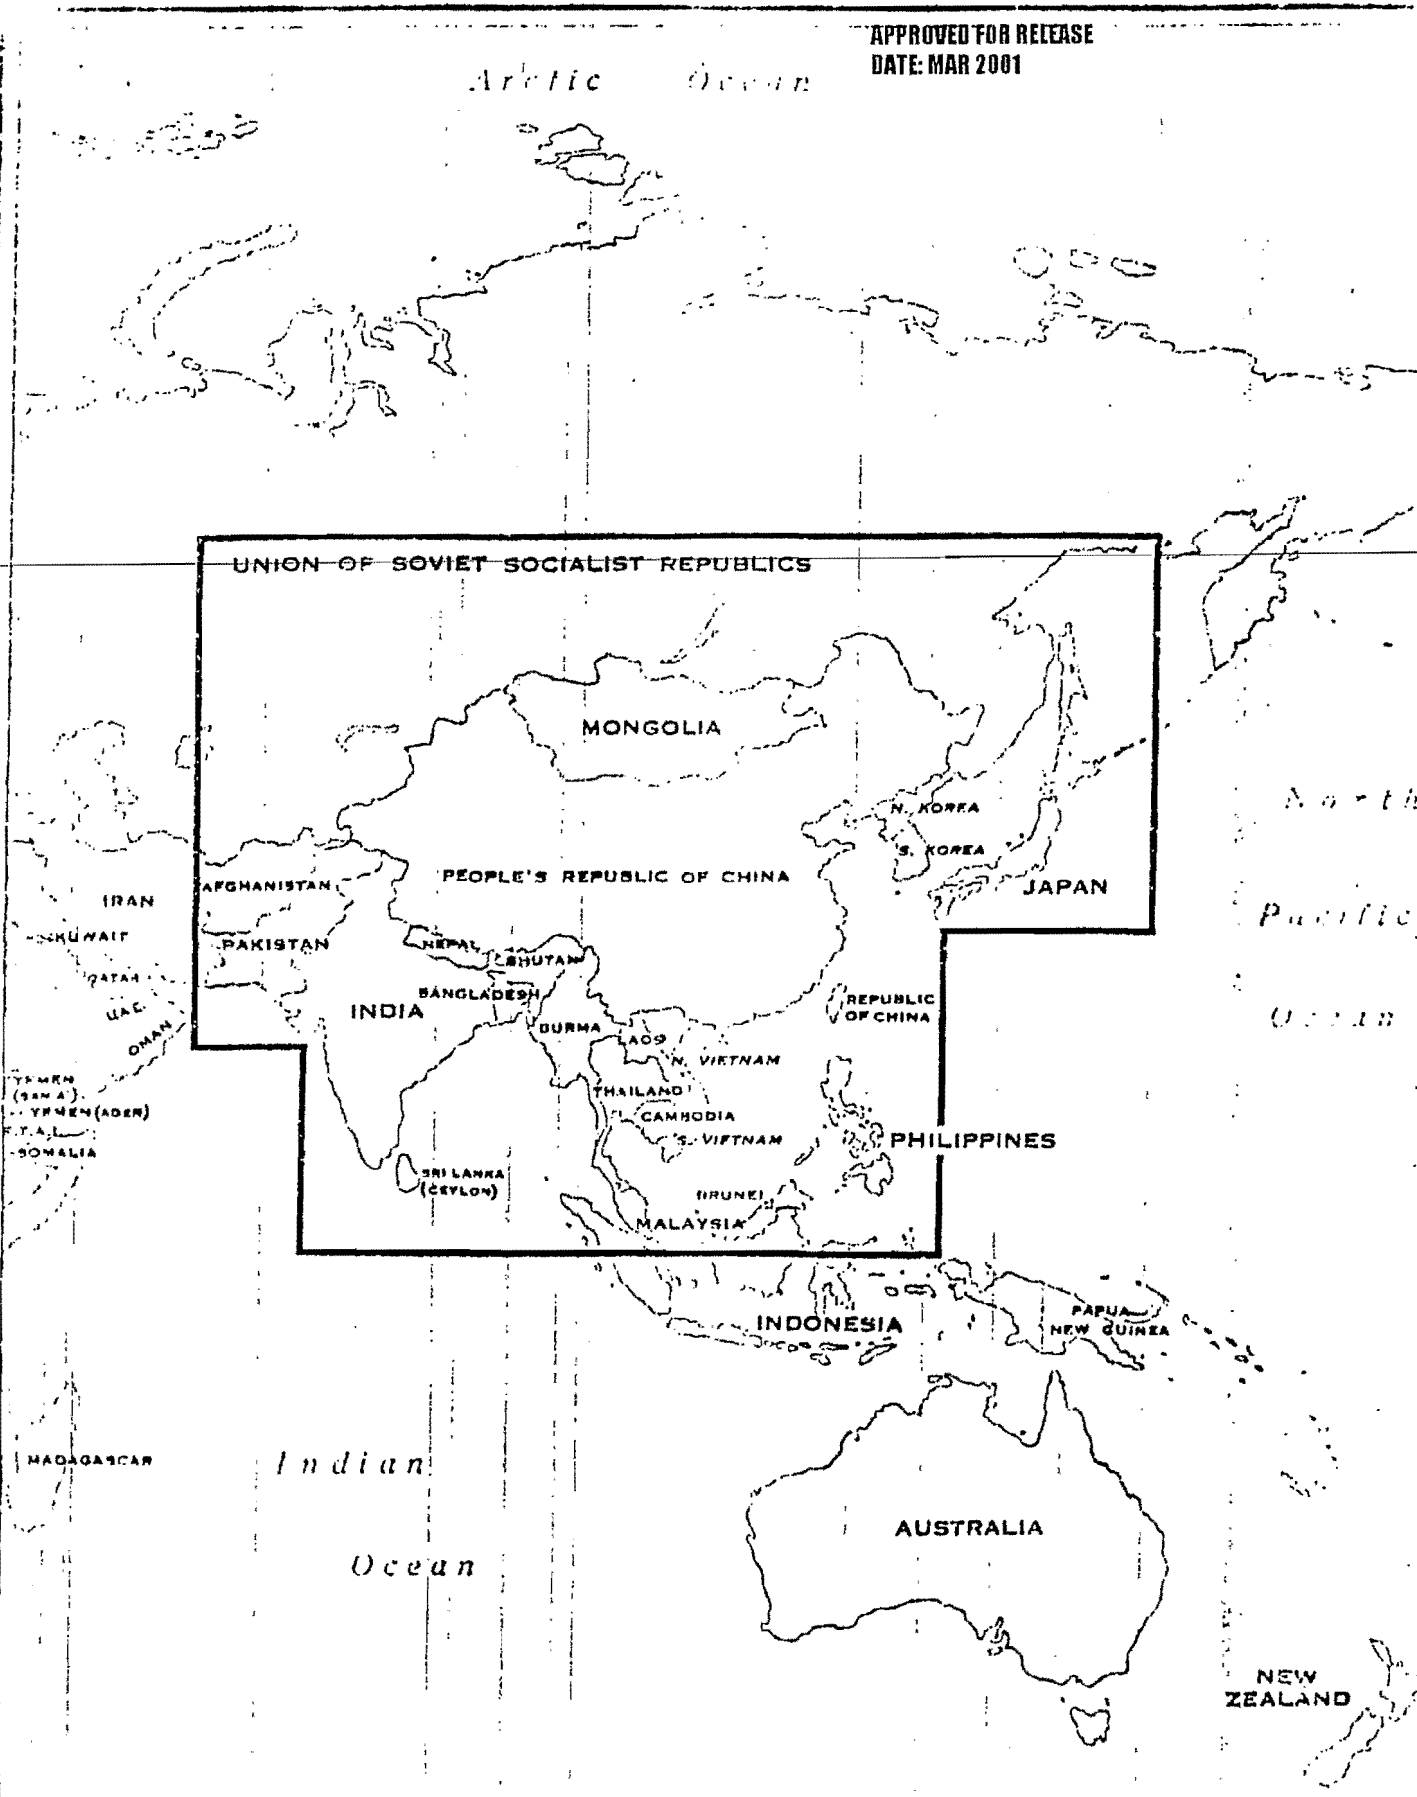 APPROVED FOR RELEASE
DATE: MAR 2001
Arctic Ocean
UNION OF SOVIET SOCIALIST REPUBLICS
MONGOLIA
N. KOREA
North
S. KOREA
PEOPLE'S REPUBLIC OF CHINA
AFGHANISTAN
JAPAN
IRAN
Pacific
KUWAIT
PAKISTAN
NEPAL
BHUTAN
QATAR
BANGLADESH
REPUBLIC
OF CHINA
U.A.E.
INDIA
Ocean
BURMA
OMAN
LAOS
N. VIETNAM
YEMEN
(SAN'A')
THAILAND
YEMEN (ADEN)
CAMBODIA
F.T.A.I.
S. VIETNAM
PHILIPPINES
SOMALIA
SRI LANKA
(CEYLON)
BRUNEI
MALAYSIA
INDONESIA
PAPUA
NEW GUINEA
MADAGASCAR
Indian
Ocean
AUSTRALIA
NEW
ZEALAND